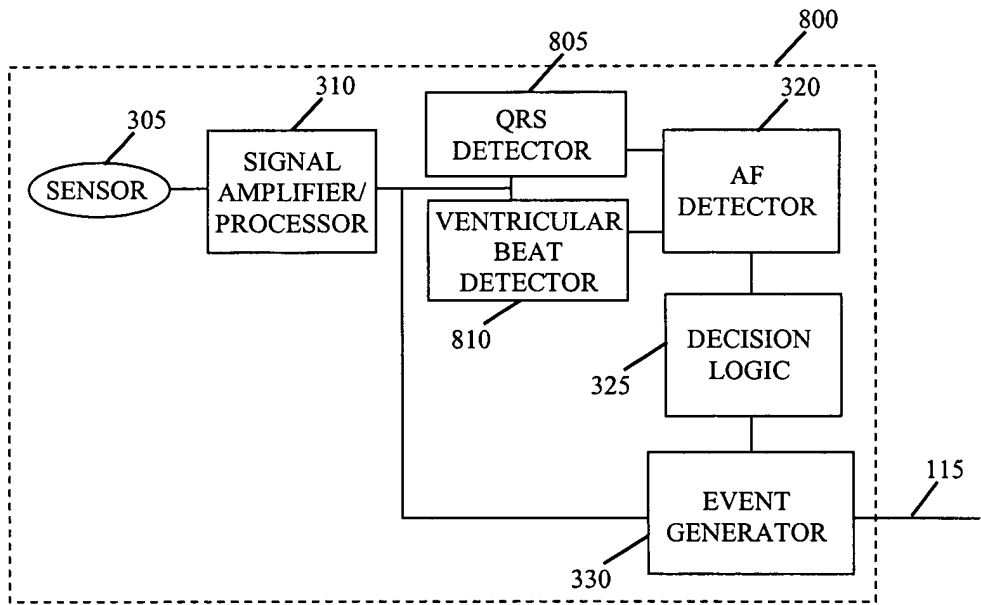 800
805
310
320
305
QRS
DETECTOR
SENSOR
SIGNAL
AMPLIFIER/
PROCESSOR
AF
DETECTOR
VENTRICULAR
BEAT
DETECTOR
810
DECISION
LOGIC
325
115
EVENT
GENERATOR
330